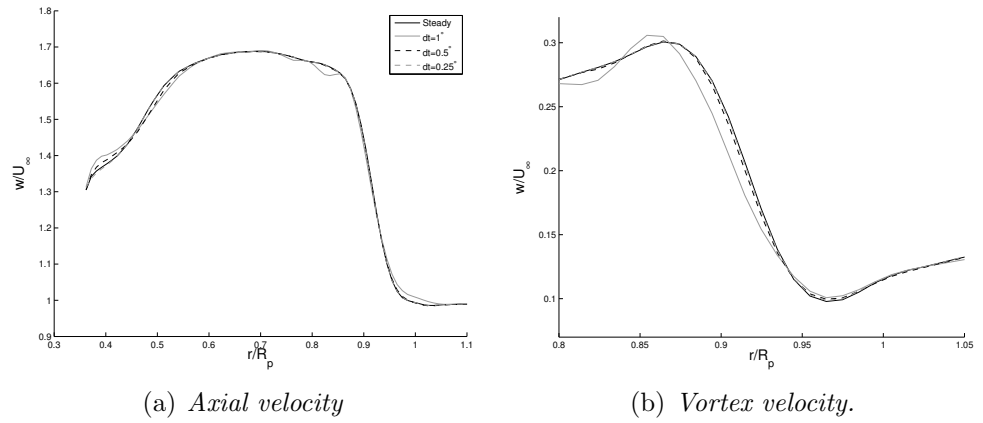 1.8
1.7
1.6
1.5
1.4
1.3
1.2
1.1
1
0.9
w/U∞
0.3 0.4 0.5 0.6 0.7 0.8 0.9 1 1.1
r/Rp
Steady
dt=1°
dt=0.5°
dt=0.25°
(a) Axial velocity
0.3
0.25
0.2
0.15
0.1
w/U∞
0.8 0.85 0.9 0.95 1 1.05
r/Rp
(b) Vortex velocity.